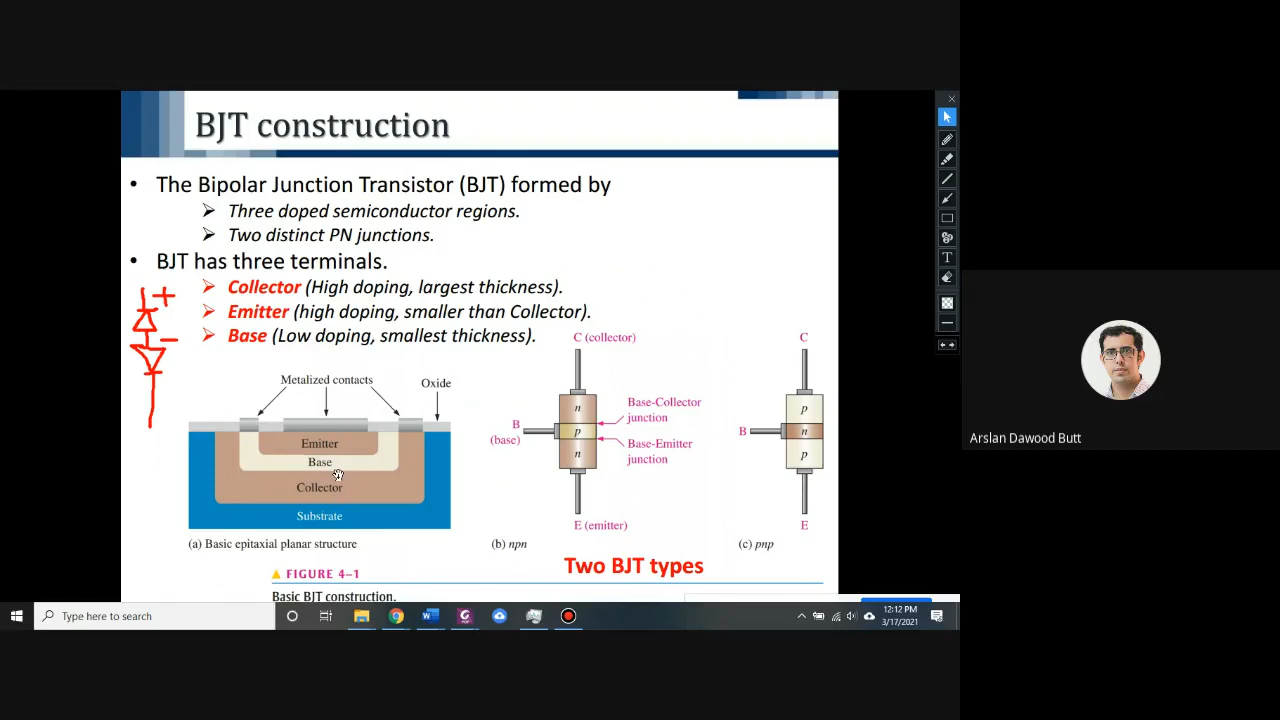 BJT construction
• The Bipolar Junction Transistor (BJT) formed by
➢ Three doped semiconductor regions.
➢ Two distinct PN junctions.
• BJT has three terminals.
➢ Collector (High doping, largest thickness).
➢ Emitter (high doping, smaller than Collector).
➢ Base (Low doping, smallest thickness).
+
−
Metalized contacts
Oxide
Emitter
Base
Collector
Substrate
(a) Basic epitaxial planar structure
C (collector)
n
p
n
B
(base)
Base-Collector
junction
Base-Emitter
junction
E (emitter)
(b) npn
C
p
n
p
B
E
(c) pnp
Two BJT types
▲ FIGURE 4–1
Basic BJT construction.
Arslan Dawood Butt
T
Type here to search
12:12 PM
3/17/2021